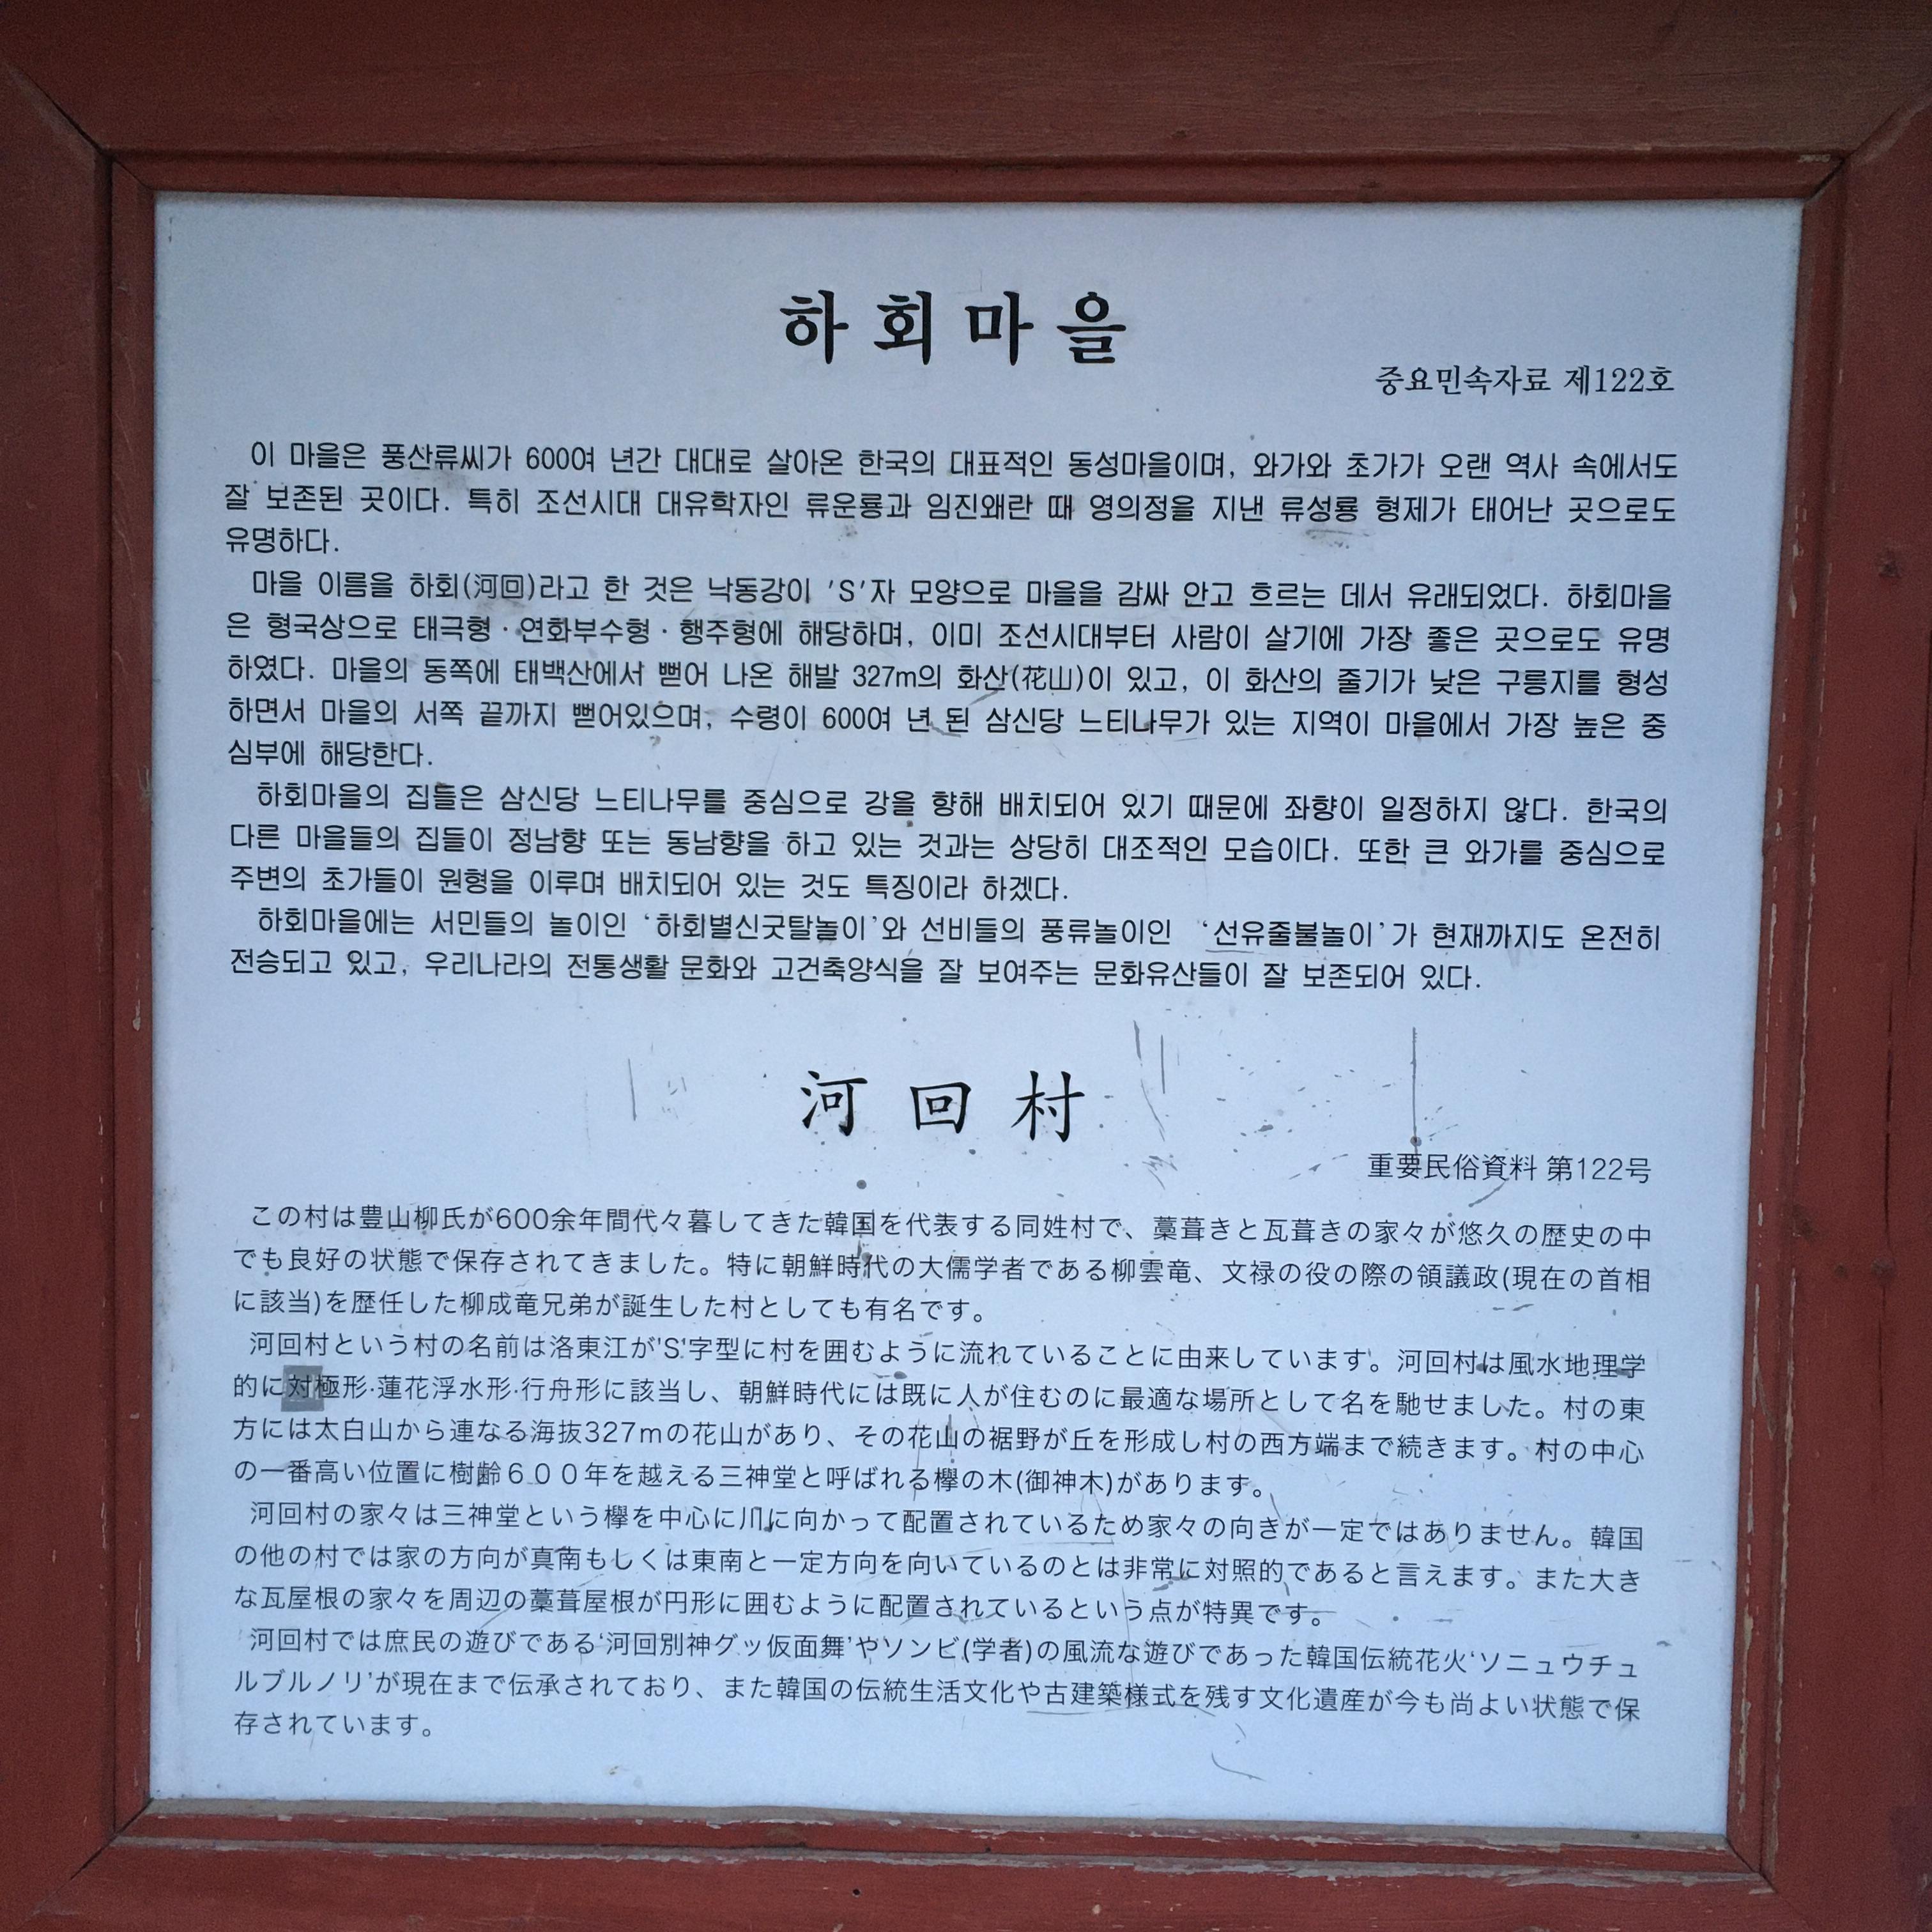 하회마을
중요민속자료 제122호
이 마을은 풍산류씨가 600여 년간 대대로 살아온 한국의 대표적인 동성마을이며, 와가와 초가가 오랜 역사 속에서도
잘 보존된 곳이다. 특히 조선시대 대유학자인 류운룡과 임진왜란 때 영의정을 지낸 류성룡 형제가 태어난 곳으로도
유명하다.
마을 이름을 하회(河回)라고 한 것은 낙동강이 'S'자 모양으로 마을을 감싸 안고 흐르는 데서 유래되었다. 하회마을
은 형국상으로 태극형·연화부수형·행주형에 해당하며, 이미 조선시대부터 사람이 살기에 가장 좋은 곳으로도 유명
하였다. 마을의 동쪽에 태백산에서 뻗어 나온 해발 327m의 화산(花山)이 있고, 이 화산의 줄기가 낮은 구릉지를 형성
하면서 마을의 서쪽 끝까지 뻗어있으며, 수령이 600여 년 된 삼신당 느티나무가 있는 지역이 마을에서 가장 높은 중
심부에 해당한다.
하회마을의 집들은 삼신당 느티나무를 중심으로 강을 향해 배치되어 있기 때문에 좌향이 일정하지 않다. 한국의
다른 마을들의 집들이 정남향 또는 동남향을 하고 있는 것과는 상당히 대조적인 모습이다. 또한 큰 와가를 중심으로
주변의 초가들이 원형을 이루며 배치되어 있는 것도 특징이라 하겠다.
하회마을에는 서민들의 놀이인 '하회별신굿탈놀이'와 선비들의 풍류놀이인 '선유줄불놀이'가 현재까지도 온전히
전승되고 있고, 우리나라의 전통생활 문화와 고건축양식을 잘 보여주는 문화유산들이 잘 보존되어 있다.
河回村
重要民俗資料 第122号
この村は豊山柳氏が600余年間代々暮してきた韓国を代表する同姓村で、藁葺きと瓦葺きの家々が悠久の歴史の中
でも良好の状態で保存されてきました。特に朝鮮時代の大儒学者である柳雲竜、文禄の役の際の領議政(現在の首相
に該当)を歴任した柳成竜兄弟が誕生した村としても有名です。
河回村という村の名前は洛東江が'S'字型に村を囲むように流れていることに由来しています。河回村は風水地理学
的に対極形·蓮花浮水形·行舟形に該当し、朝鮮時代には既に人が住むのに最適な場所として名を馳せました。村の東
方には太白山から連なる海抜327mの花山があり、その花山の裾野が丘を形成し村の西方端まで続きます。村の中心
の一番高い位置に樹齢６００年を越える三神堂と呼ばれる欅の木(御神木)があります。
河回村の家々は三神堂という欅を中心に川に向かって配置されているため家々の向きが一定ではありません。韓国
の他の村では家の方向が真南もしくは東南と一定方向を向いているのとは非常に対照的であると言えます。また大き
な瓦屋根の家々を周辺の藁葺屋根が円形に囲むように配置されているという点が特異です。
河回村では庶民の遊びである'河回別神グッ仮面舞'やソンビ(学者)の風流な遊びであった韓国伝統花火'ソニュウチュ
ルブルノリ'が現在まで伝承されており、また韓国の伝統生活文化や古建築様式を残す文化遺産が今も尚よい状態で保
存されています。